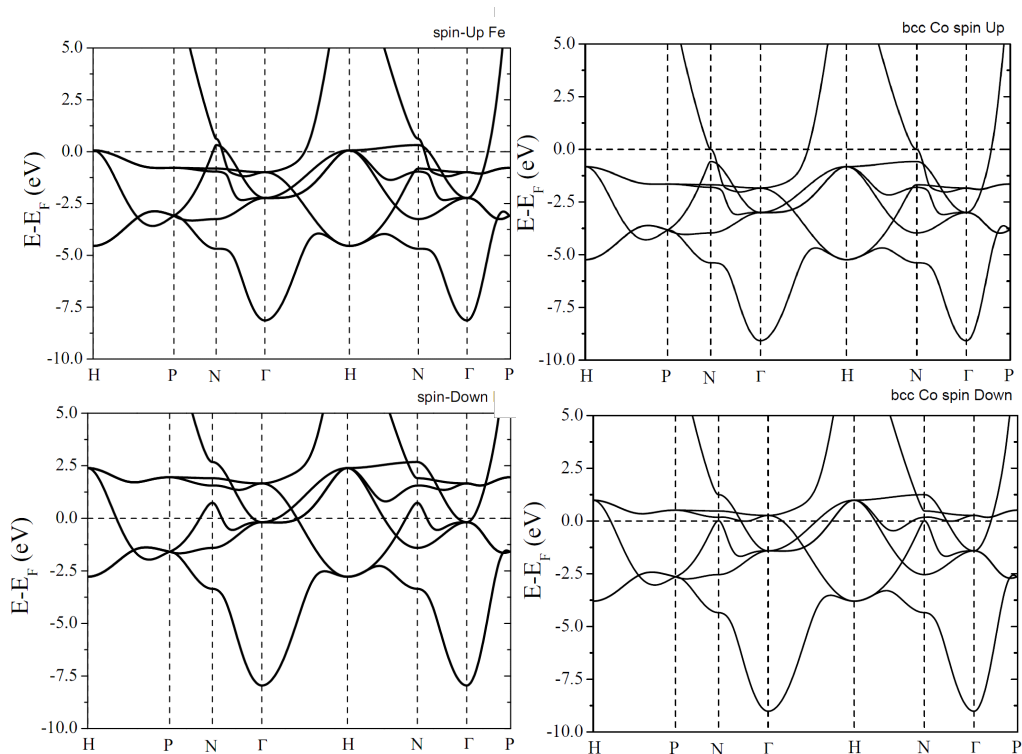 spin-Up Fe
5.0
2.5
0.0
-2.5
-5.0
-7.5
-10.0
E-E_F (eV)
H P N Γ H N Γ P
bcc Co spin Up
5.0
2.5
0.0
-2.5
-5.0
-7.5
-10.0
E-E_F (eV)
H P N Γ H N Γ P
spin-Down
5.0
2.5
0.0
-2.5
-5.0
-7.5
-10.0
E-E_F (eV)
H P N Γ H N Γ P
bcc Co spin Down
5.0
2.5
0.0
-2.5
-5.0
-7.5
-10.0
E-E_F (eV)
H P N Γ H N Γ P